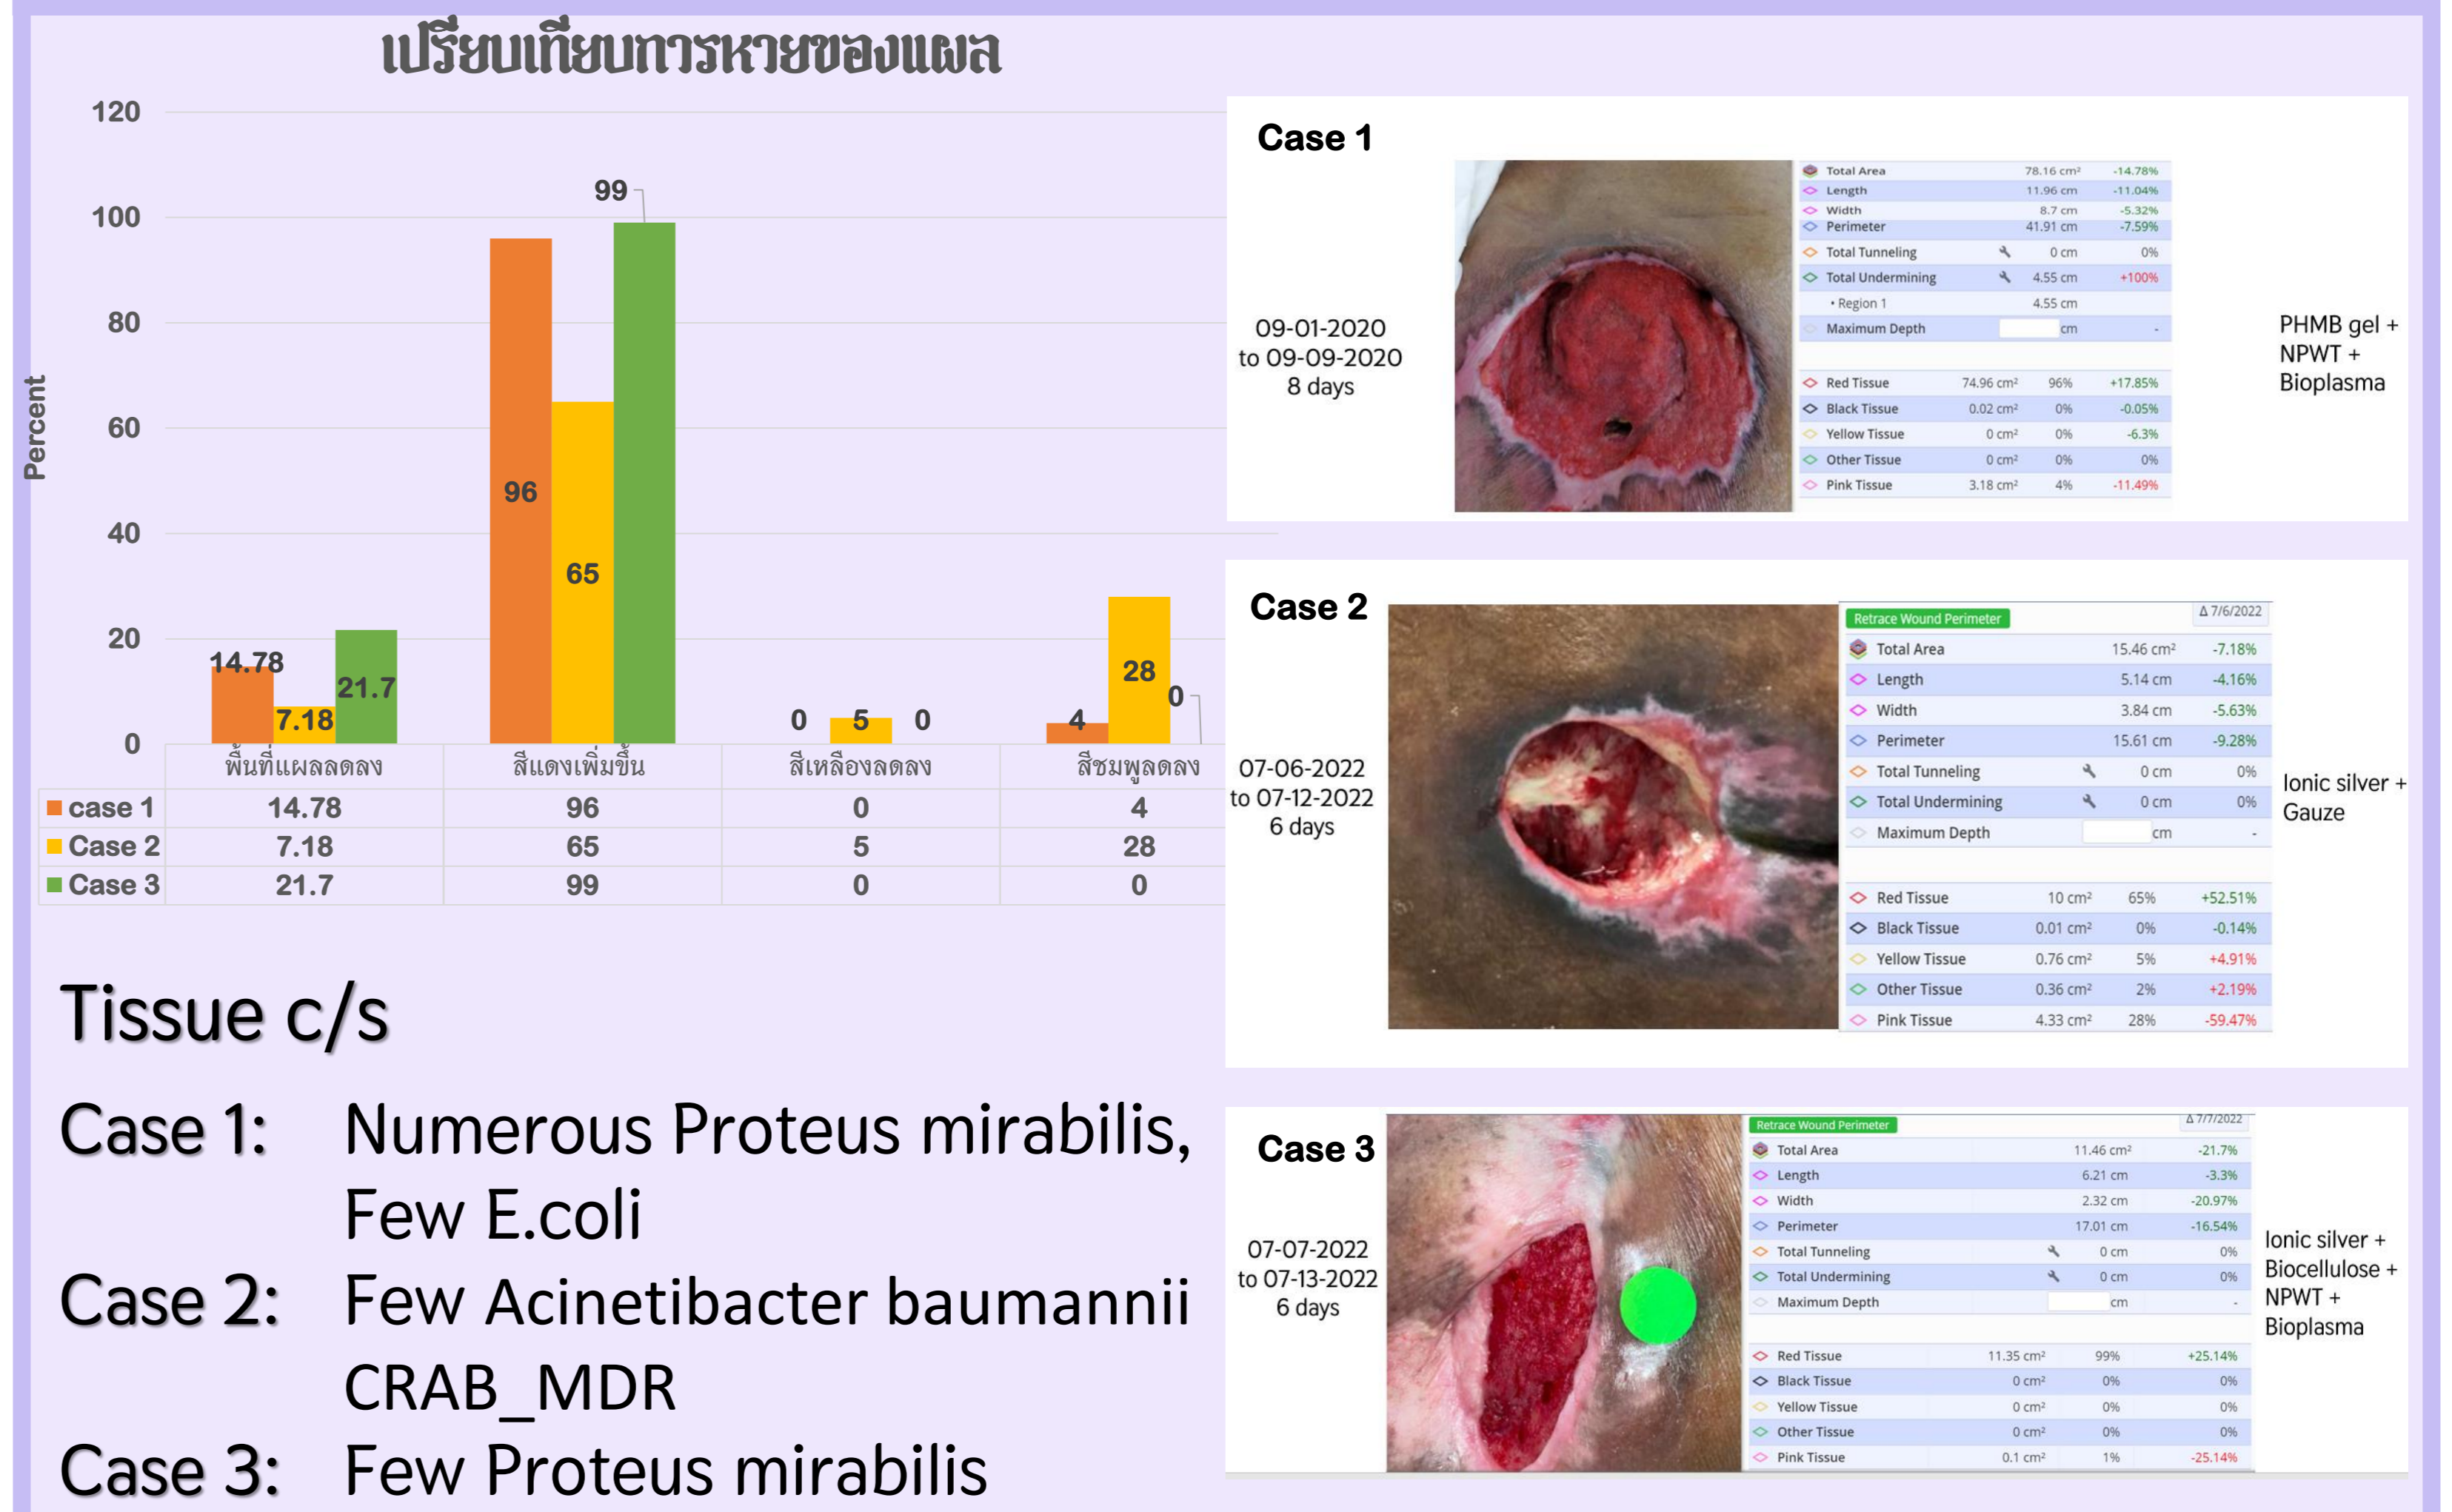 เปรียบเทียบการหายของแผล
120
100
80
60
40
20
0
Percent
14.78
7.18
21.7
96
65
99
0
5
0
4
28
0
พื้นที่แผลลดลง สีแดงเพิ่มขึ้น สีเหลืองลดลง สีชมพูลดลง
case 1 14.78 96 0 4
Case 2 7.18 65 5 28
Case 3 21.7 99 0 0
Tissue c/s
Case 1: Numerous Proteus mirabilis,
Few E.coli
Case 2: Few Acinetibacter baumannii
CRAB_MDR
Case 3: Few Proteus mirabilis
Case 1
09-01-2020
to 09-09-2020
8 days
Total Area 78.16 cm² -14.78%
Length 11.96 cm -11.04%
Width 8.7 cm -5.32%
Perimeter 41.91 cm -7.59%
Total Tunneling 0 cm 0%
Total Undermining 4.55 cm +100%
• Region 1 4.55 cm
Maximum Depth cm -
Red Tissue 74.96 cm² 96% +17.85%
Black Tissue 0.02 cm² 0% -0.05%
Yellow Tissue 0 cm² 0% -6.3%
Other Tissue 0 cm² 0% 0%
Pink Tissue 3.18 cm² 4% -11.49%
PHMB gel +
NPWT +
Bioplasma
Case 2
07-06-2022
to 07-12-2022
6 days
Retrace Wound Perimeter Δ 7/6/2022
Total Area 15.46 cm² -7.18%
Length 5.14 cm -4.16%
Width 3.84 cm -5.63%
Perimeter 15.61 cm -9.28%
Total Tunneling 0 cm 0%
Total Undermining 0 cm 0%
Maximum Depth cm -
Red Tissue 10 cm² 65% +52.51%
Black Tissue 0.01 cm² 0% -0.14%
Yellow Tissue 0.76 cm² 5% +4.91%
Other Tissue 0.36 cm² 2% +2.19%
Pink Tissue 4.33 cm² 28% -59.47%
Ionic silver +
Gauze
Case 3
07-07-2022
to 07-13-2022
6 days
Retrace Wound Perimeter Δ 7/7/2022
Total Area 11.46 cm² -21.7%
Length 6.21 cm -3.3%
Width 2.32 cm -20.97%
Perimeter 17.01 cm -16.54%
Total Tunneling 0 cm 0%
Total Undermining 0 cm 0%
Maximum Depth cm -
Red Tissue 11.35 cm² 99% +25.14%
Black Tissue 0 cm² 0% 0%
Yellow Tissue 0 cm² 0% 0%
Other Tissue 0 cm² 0% 0%
Pink Tissue 0.1 cm² 1% -25.14%
Ionic silver +
Biocellulose +
NPWT +
Bioplasma